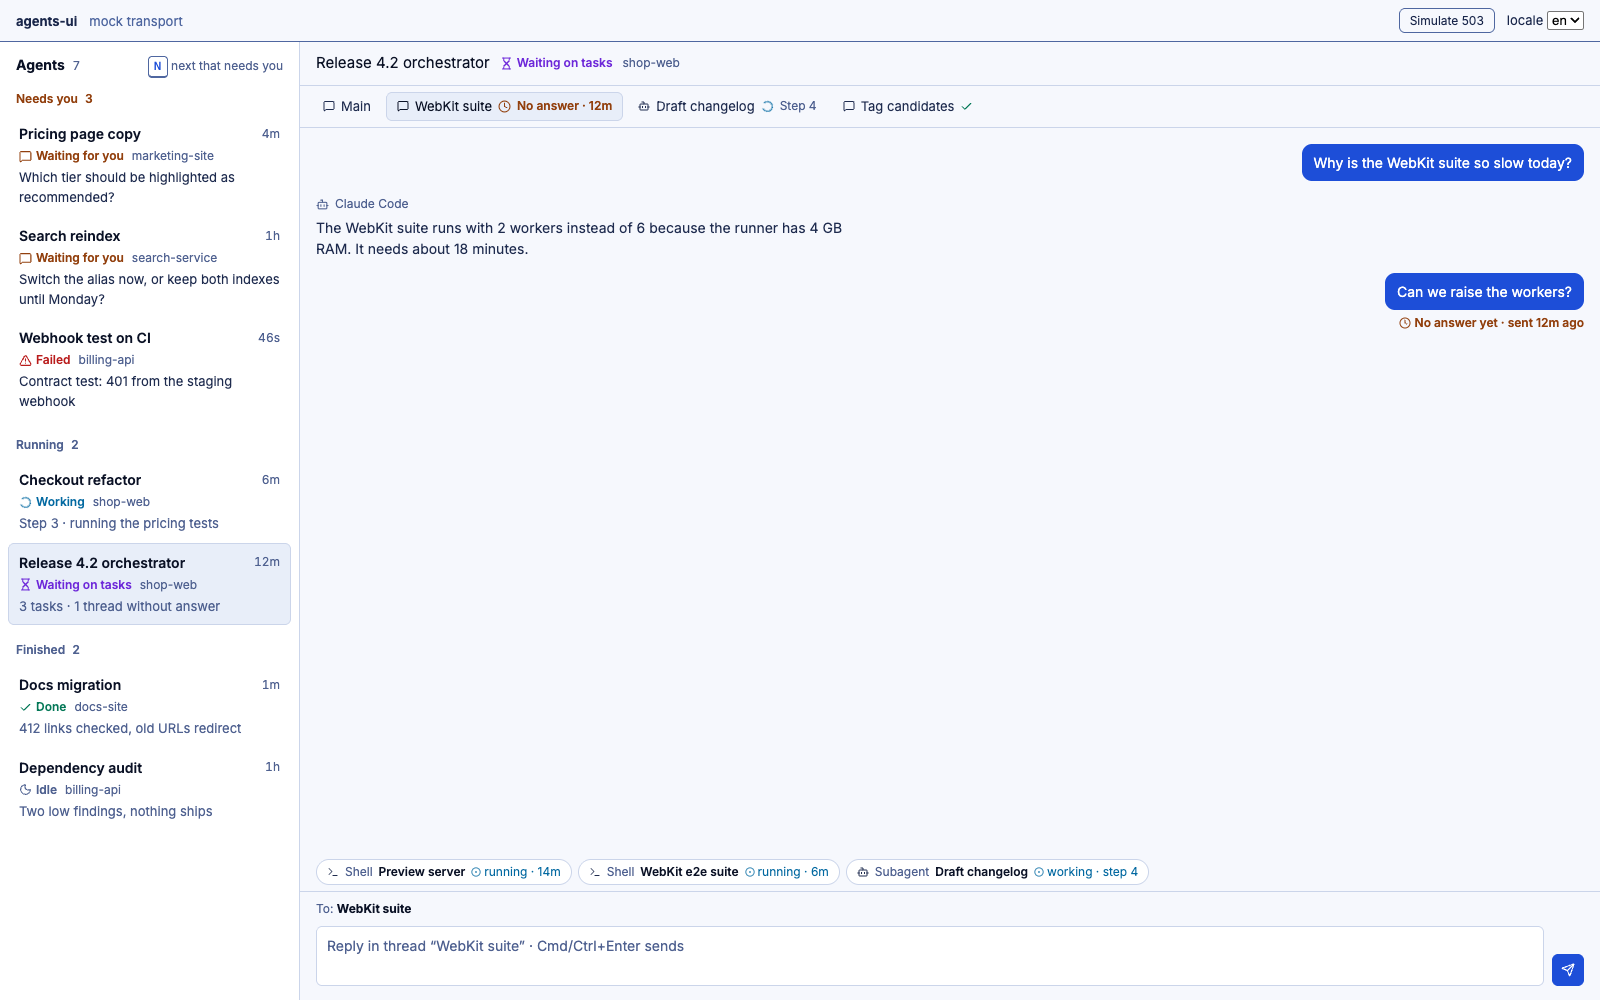 agents-ui mock transport
Simulate 503 locale en
Agents 7 N next that needs you
Needs you 3
Pricing page copy 4m
Waiting for you marketing-site
Which tier should be highlighted as
recommended?
Search reindex 1h
Waiting for you search-service
Switch the alias now, or keep both indexes
until Monday?
Webhook test on CI 46s
Failed billing-api
Contract test: 401 from the staging
webhook
Running 2
Checkout refactor 6m
Working shop-web
Step 3 · running the pricing tests
Release 4.2 orchestrator 12m
Waiting on tasks shop-web
3 tasks · 1 thread without answer
Finished 2
Docs migration 1m
Done docs-site
412 links checked, old URLs redirect
Dependency audit 1h
Idle billing-api
Two low findings, nothing ships
Release 4.2 orchestrator Waiting on tasks shop-web
Main WebKit suite No answer · 12m Draft changelog Step 4 Tag candidates
Why is the WebKit suite so slow today?
Claude Code
The WebKit suite runs with 2 workers instead of 6 because the runner has 4 GB
RAM. It needs about 18 minutes.
Can we raise the workers?
No answer yet · sent 12m ago
Shell Preview server running · 14m Shell WebKit e2e suite running · 6m Subagent Draft changelog working · step 4
To: WebKit suite
Reply in thread “WebKit suite” · Cmd/Ctrl+Enter sends